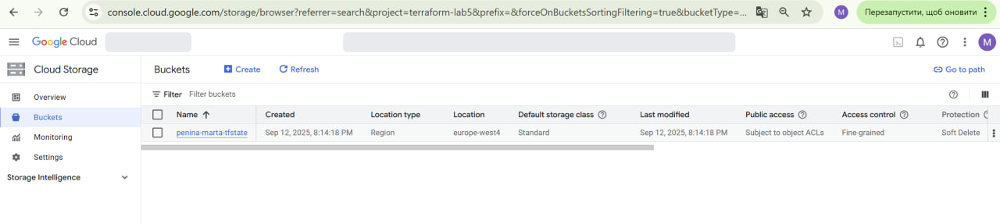 console.cloud.google.com/storage/browser?referrer=search&project=terraform-lab5&prefix=&forceOnBucketsSortingFiltering=true&bucketType=... M Перезапустити, щоб оновити
Google Cloud M
Cloud Storage Buckets Create Refresh Go to path
Overview Filter Filter buckets
Buckets Name Created Location type Location Default storage class Last modified Public access Access control Protection
Monitoring penina-marta-tfstate Sep 12, 2025, 8:14:18 PM Region europe-west4 Standard Sep 12, 2025, 8:14:18 PM Subject to object ACLs Fine-grained Soft Delete
Settings
Storage Intelligence